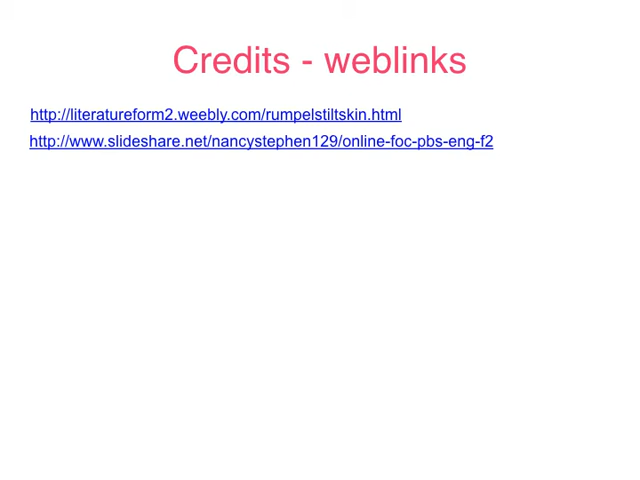 Credits - weblinks
http://literatureform2.weebly.com/rumpelstiltskin.html
http://www.slideshare.net/nancystephen129/online-foc-pbs-eng-f2